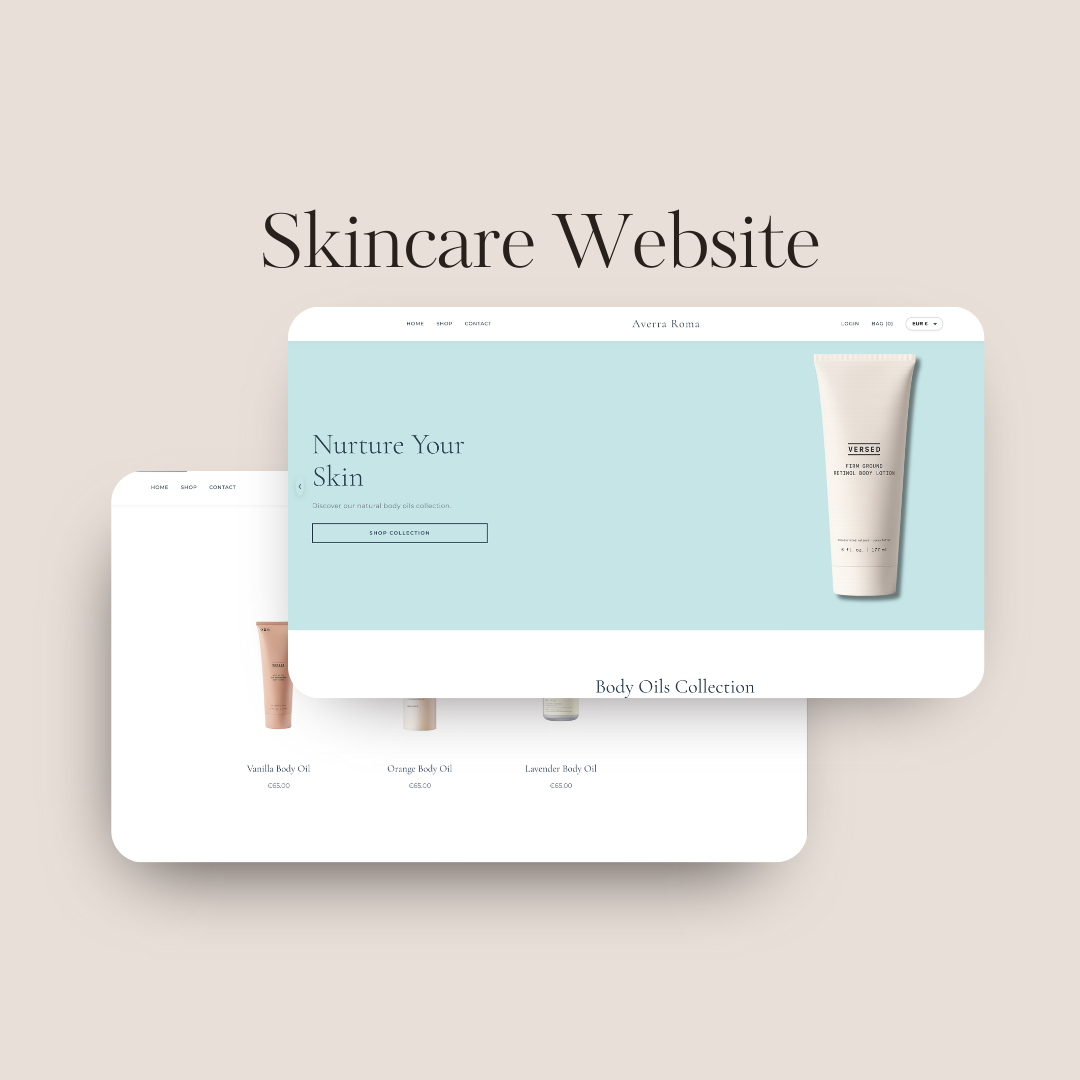 Skincare Website
HOME SHOP CONTACT
Averra Roma
LOGIN BAG (0) EUR €
Nurture Your
Skin
Discover our natural body oils collection.
SHOP COLLECTION
VERSED
FIRM GROUND
RETINOL BODY LOTION
6 fl. oz. | 177 ml
Body Oils Collection
HOME SHOP CONTACT
Vanilla Body Oil
€65.00
Orange Body Oil
€65.00
Lavender Body Oil
€65.00